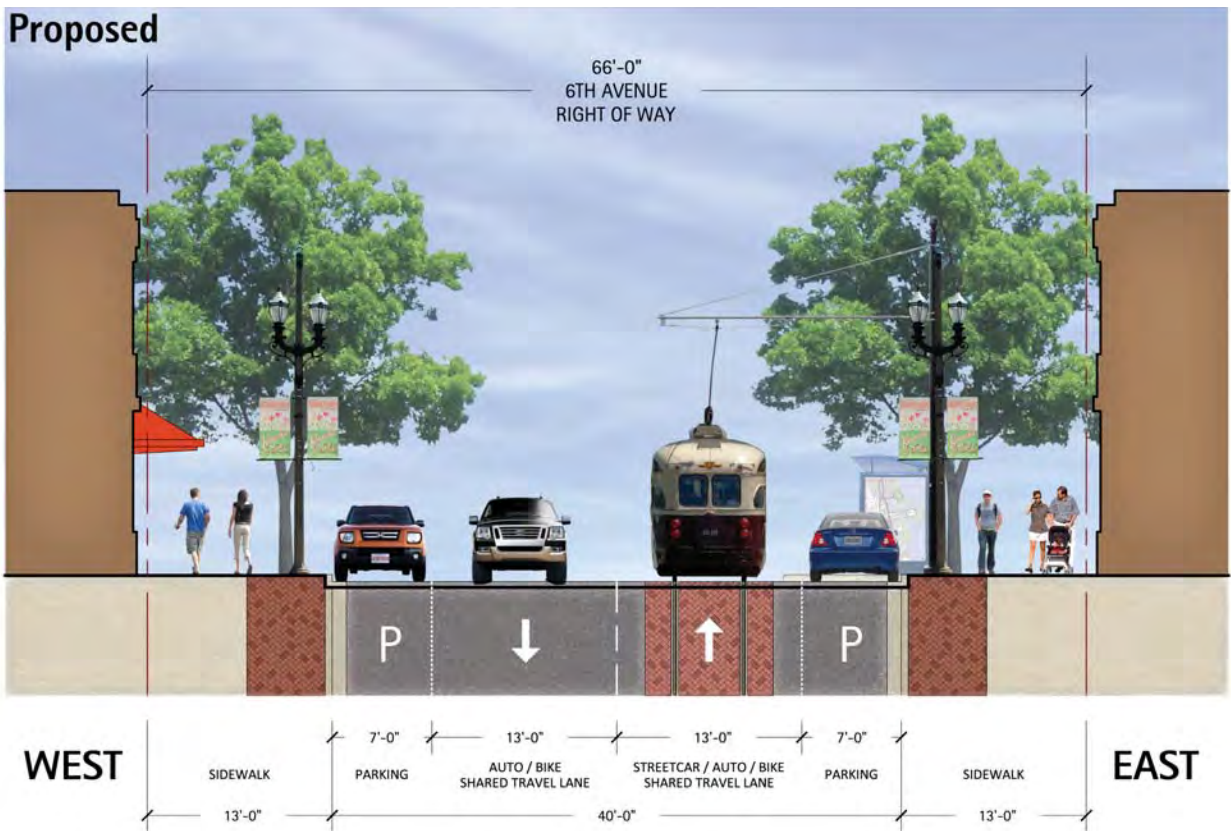 Proposed
66'-0"
6TH AVENUE
RIGHT OF WAY
P
P
WEST
EAST
7'-0"
13'-0"
13'-0"
7'-0"
SIDEWALK
PARKING
AUTO / BIKE
SHARED TRAVEL LANE
STREETCAR / AUTO / BIKE
SHARED TRAVEL LANE
PARKING
SIDEWALK
13'-0"
40'-0"
13'-0"